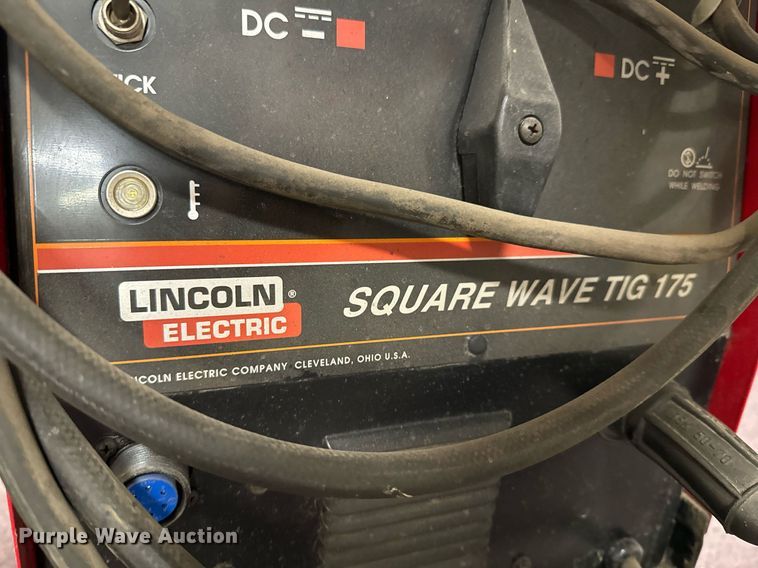 DC
DC
DO NOT SWITCH
WHILE WELDING
LINCOLN ®
ELECTRIC
SQUARE WAVE TIG 175
LINCOLN ELECTRIC COMPANY CLEVELAND, OHIO U.S.A.
Purple Wave Auction